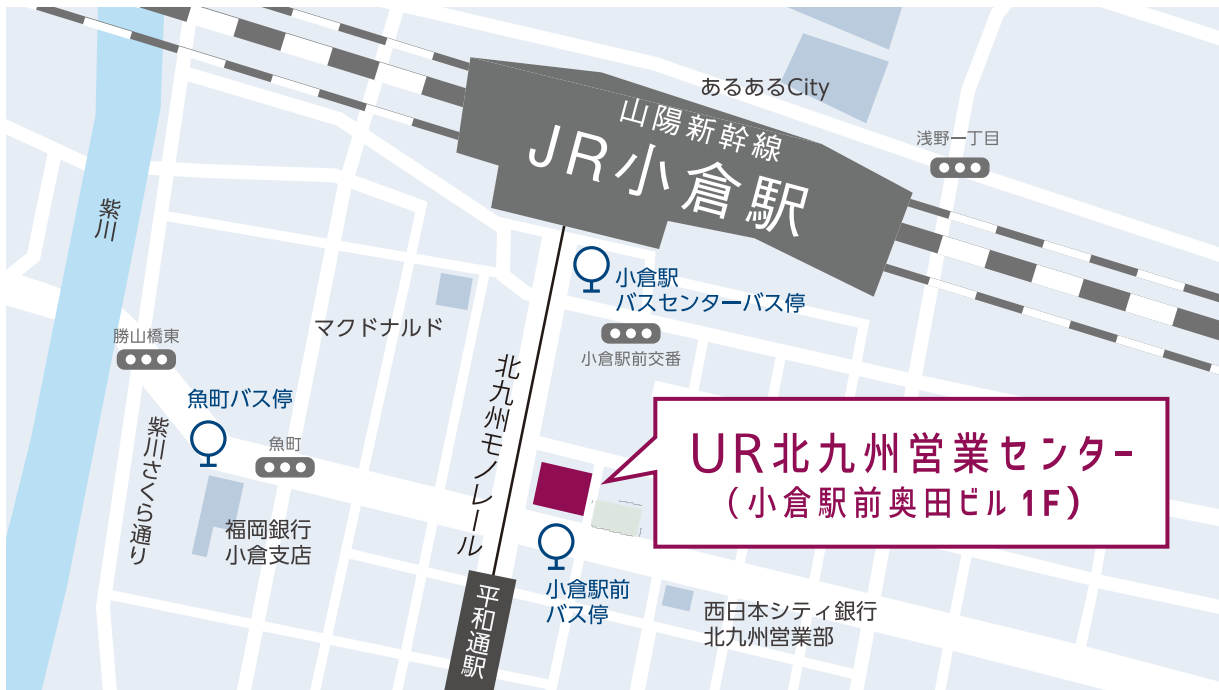 あるあるCity
山陽新幹線
JR小倉駅
浅野一丁目
紫川
小倉駅
バスセンターバス停
マクドナルド
勝山橋東
小倉駅前交番
北九州モノレール
魚町バス停
紫川さくら通り
魚町
UR北九州営業センター
(小倉駅前奥田ビル 1F)
福岡銀行
小倉支店
小倉駅前
バス停
平和通駅
西日本シティ銀行
北九州営業部